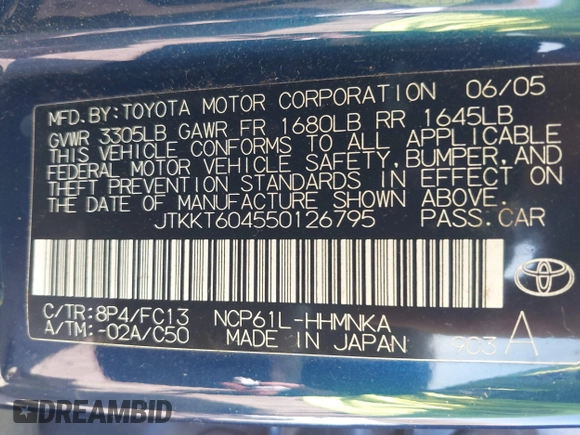 MFD. BY: TOYOTA MOTOR CORPORATION 06/05
GVWR 3305LB GAWR FR 1680LB RR 1645LB
THIS VEHICLE CONFORMS TO ALL APPLICABLE
FEDERAL MOTOR VEHICLE SAFETY, BUMPER, AND
THEFT PREVENTION STANDARDS IN EFFECT ON
THE DATE OF MANUFACTURE SHOWN ABOVE.
JTKKT604550126795 PASS. CAR
C/TR: 8P4/FC13 NCP61L-HHMNKA
A/TM: -02A/C50 MADE IN JAPAN 903 A
DREAMBID